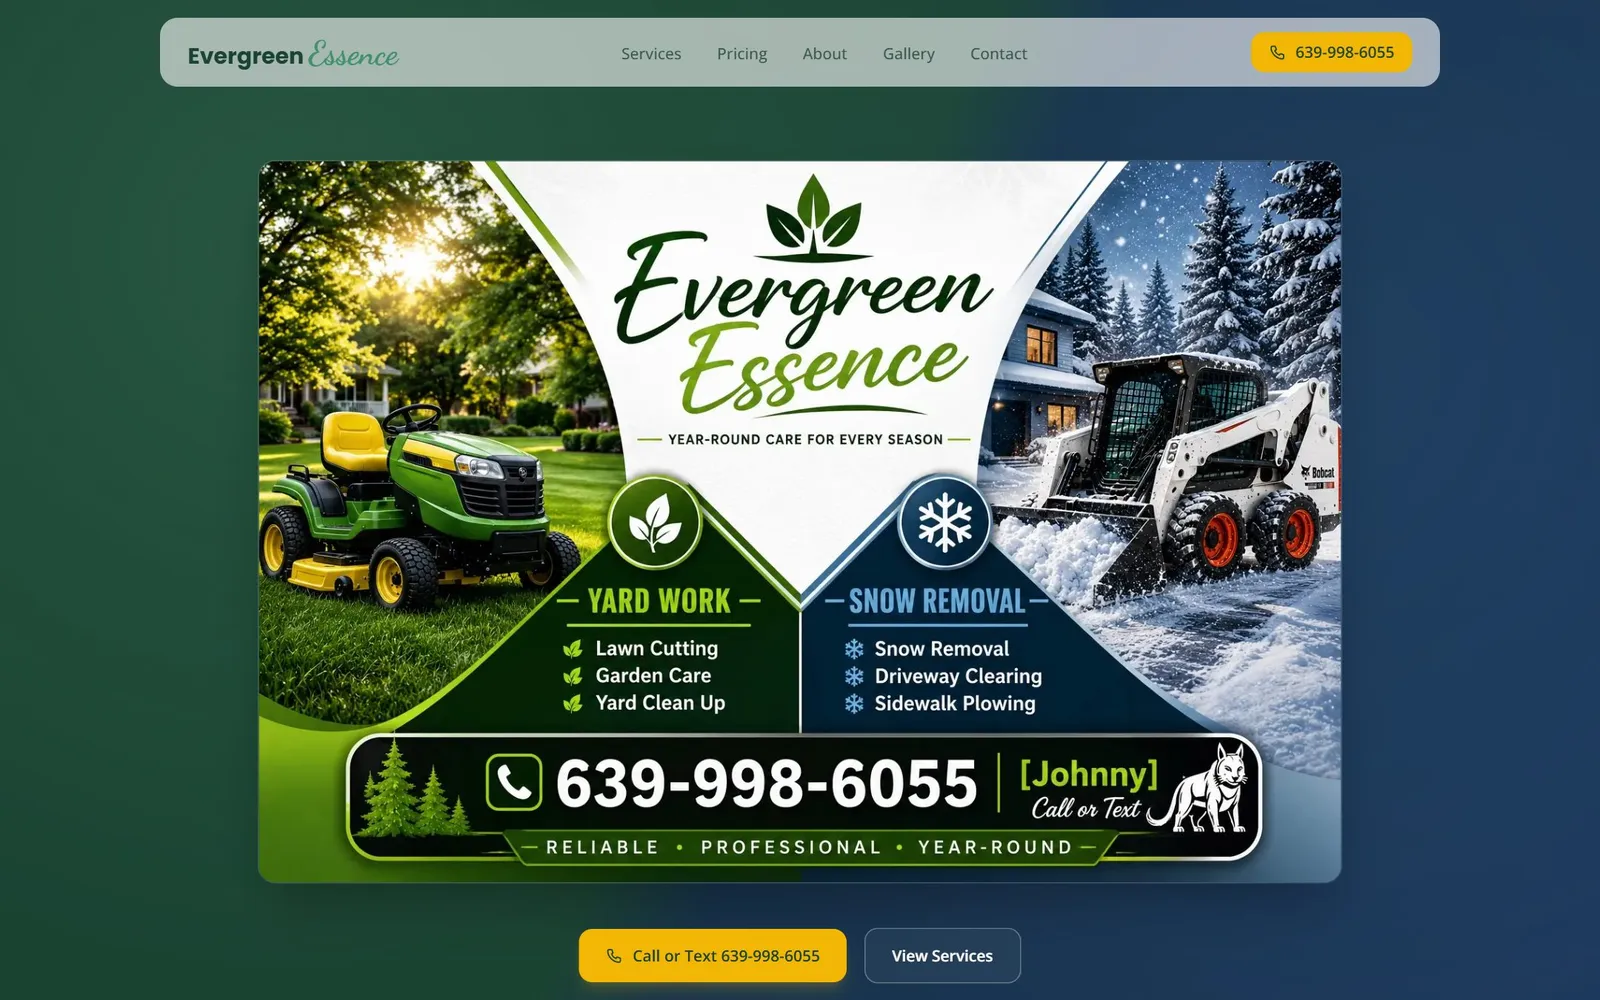 Evergreen Essence
Services Pricing About Gallery Contact
639-998-6055
Evergreen
Essence
YEAR-ROUND CARE FOR EVERY SEASON
Bobcat
YARD WORK
Lawn Cutting
Garden Care
Yard Clean Up
SNOW REMOVAL
Snow Removal
Driveway Clearing
Sidewalk Plowing
639-998-6055
[Johnny]
Call or Text
RELIABLE • PROFESSIONAL • YEAR-ROUND
Call or Text 639-998-6055
View Services